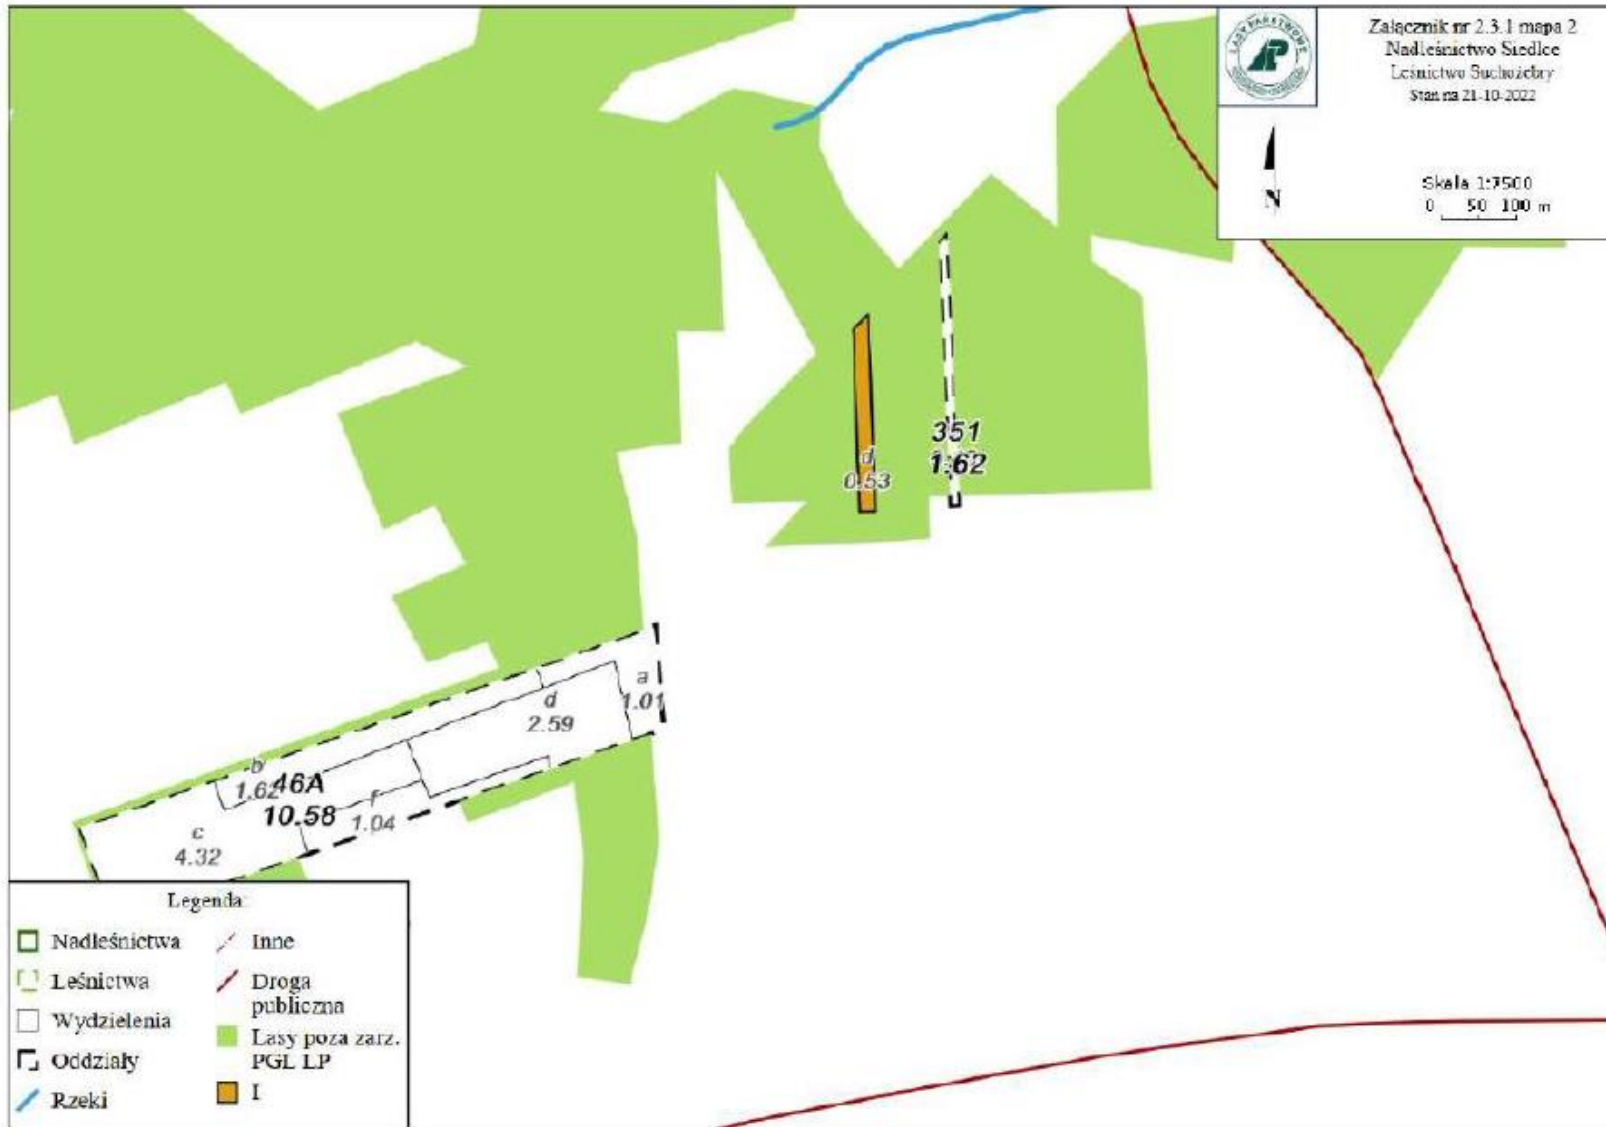 Załącznik nr 2.3.1 mapa 2
Nadleśnictwo Siedlce
Leśnictwo Suchożebry
Stan na 21-10-2022
LASY PAŃSTWOWE
N
Skala 1:7500
0 50 100 m
351
1.62
d
0.53
a
1.01
d
2.59
b
1.62
46A
10.58
f
1.04
c
4.32
Legenda
Nadleśnictwa
Leśnictwa
Wydzielenia
Oddziały
Rzeki
Inne
Droga
publiczna
Lasy poza zarz.
PGL LP
I